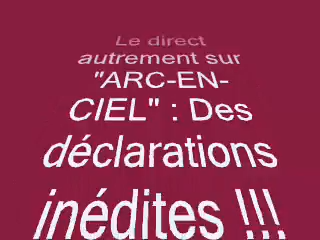 Le direct
autrement sur
"ARC-EN-
CIEL" : Des
déclarations
inédites !!!